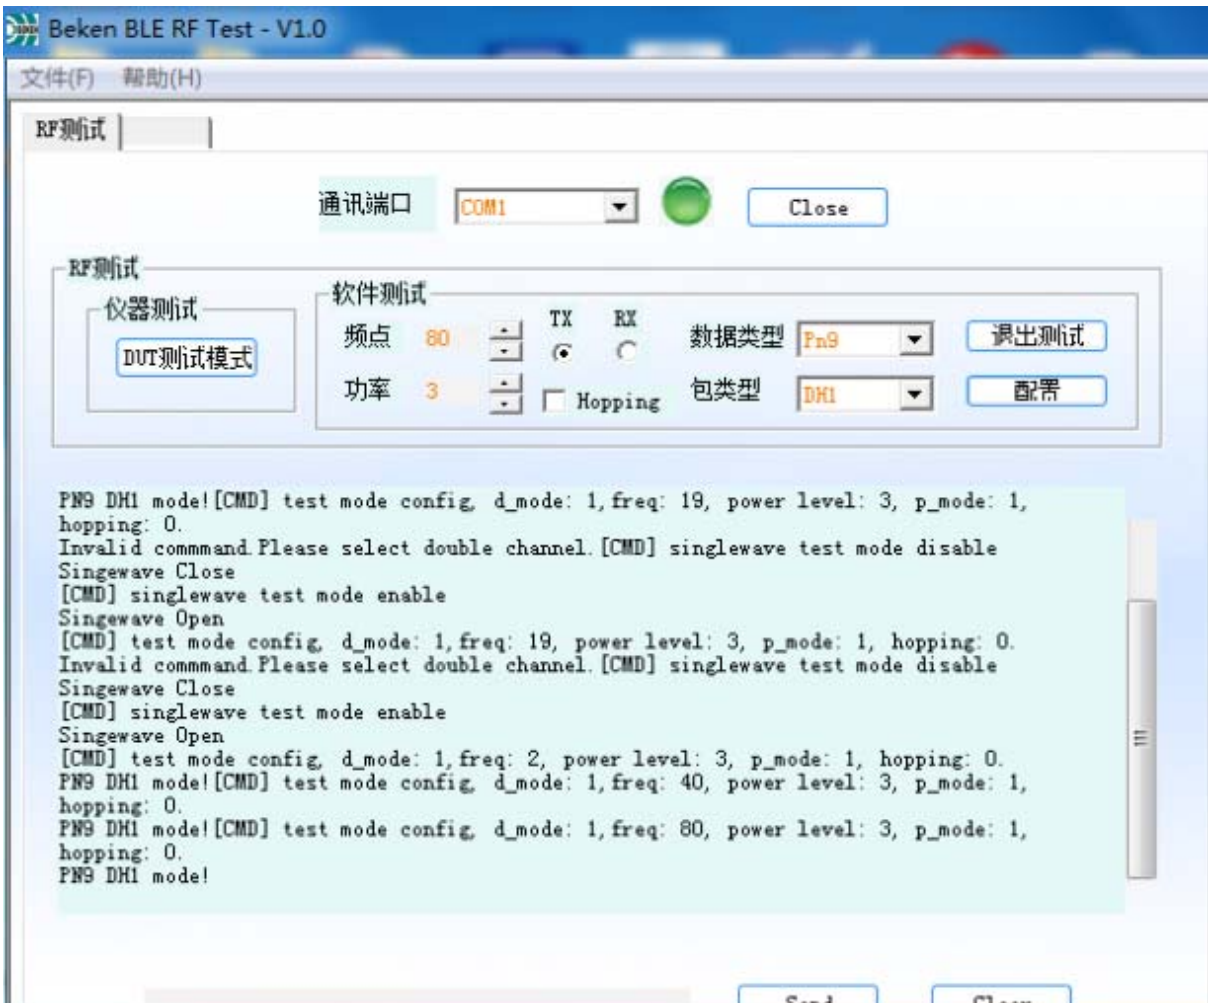 Beken BLE RF Test - V1.0
文件(F) 帮助(H)
RF测试
通讯端口 COM1 Close
RF测试
仪器测试 软件测试
TX RX
频点 80 数据类型 Pn9 退出测试
DUT测试模式
功率 3 Hopping 包类型 DH1 配置
PN9 DH1 mode![CMD] test mode config, d_mode: 1,freq: 19, power level: 3, p_mode: 1,
hopping: 0.
Invalid commmand.Please select double channel.[CMD] singlewave test mode disable
Singewave Close
[CMD] singlewave test mode enable
Singewave Open
[CMD] test mode config, d_mode: 1,freq: 19, power level: 3, p_mode: 1, hopping: 0.
Invalid commmand.Please select double channel.[CMD] singlewave test mode disable
Singewave Close
[CMD] singlewave test mode enable
Singewave Open
[CMD] test mode config, d_mode: 1,freq: 2, power level: 3, p_mode: 1, hopping: 0.
PN9 DH1 mode![CMD] test mode config, d_mode: 1,freq: 40, power level: 3, p_mode: 1,
hopping: 0.
PN9 DH1 mode![CMD] test mode config, d_mode: 1,freq: 80, power level: 3, p_mode: 1,
hopping: 0.
PN9 DH1 mode!